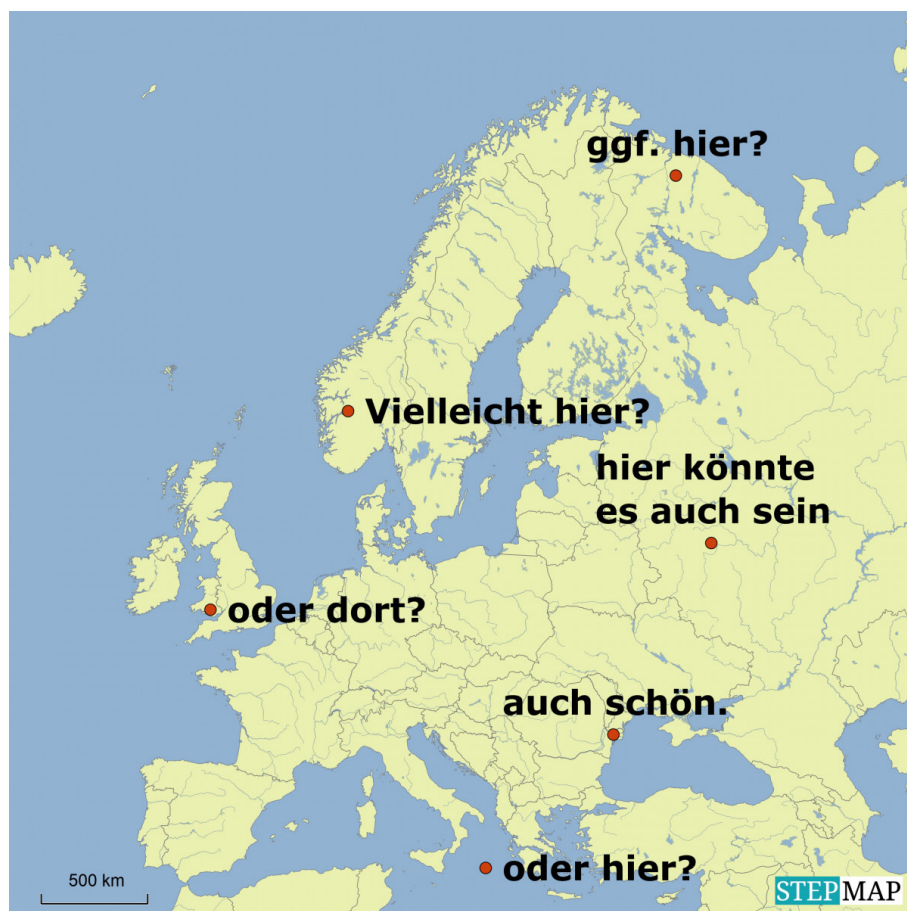 ggf. hier?
Vielleicht hier?
hier könnte
es auch sein
oder dort?
auch schön.
oder hier?
500 km
STEPMAP